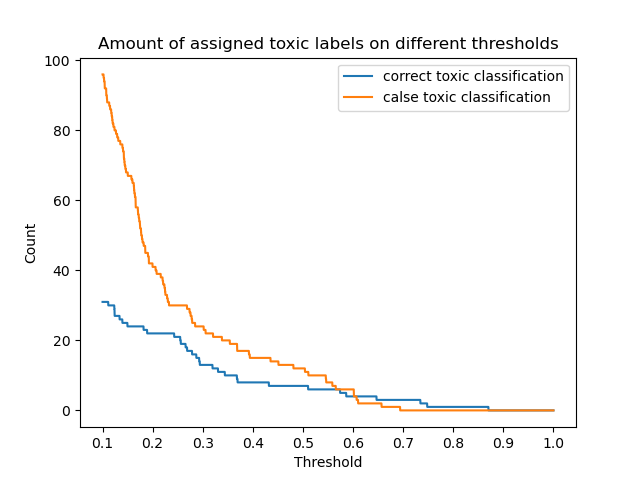 Amount of assigned toxic labels on different thresholds
correct toxic classification
calse toxic classification
100
80
60
40
20
0
Count
0.1 0.2 0.3 0.4 0.5 0.6 0.7 0.8 0.9 1.0
Threshold